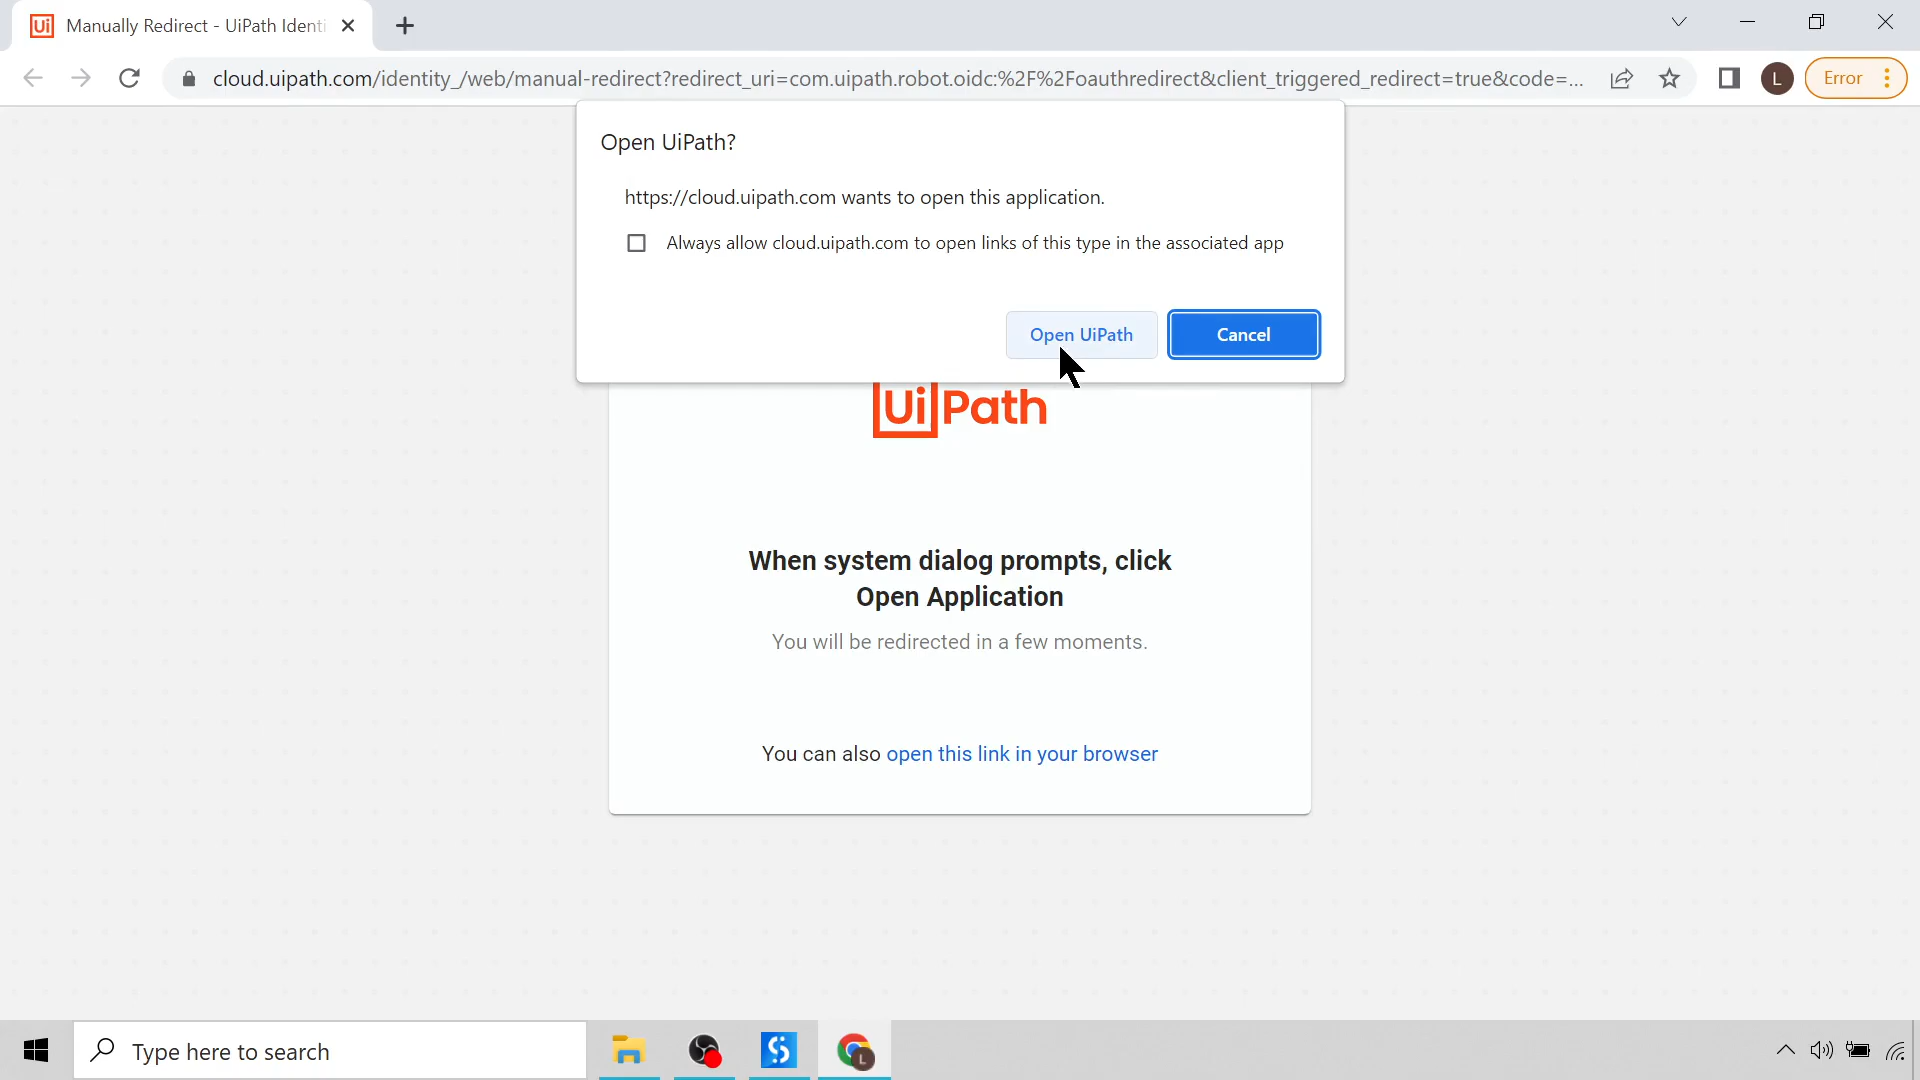 Manually Redirect - UiPath Identi
cloud.uipath.com/identity_/web/manual-redirect?redirect_uri=com.uipath.robot.oidc:%2F%2Foauthredirect&client_triggered_redirect=true&code=...
L
Error
Open UiPath?
https://cloud.uipath.com wants to open this application.
Always allow cloud.uipath.com to open links of this type in the associated app
Open UiPath
Cancel
UiPath
When system dialog prompts, click
Open Application
You will be redirected in a few moments.
You can also open this link in your browser
Type here to search
L